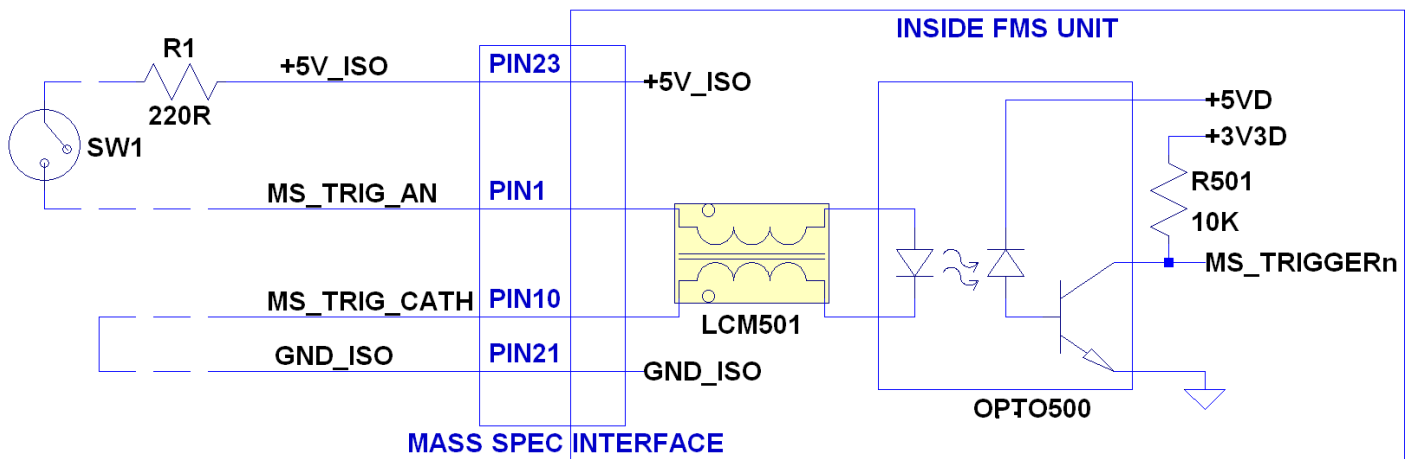 INSIDE FMS UNIT
R1
220R
+5V_ISO
PIN23
+5V_ISO
SW1
MS_TRIG_AN
PIN1
MS_TRIG_CATH
PIN10
GND_ISO
PIN21
GND_ISO
LCM501
+5VD
+3V3D
R501
10K
MS_TRIGGERn
OPTO500
MASS SPEC INTERFACE